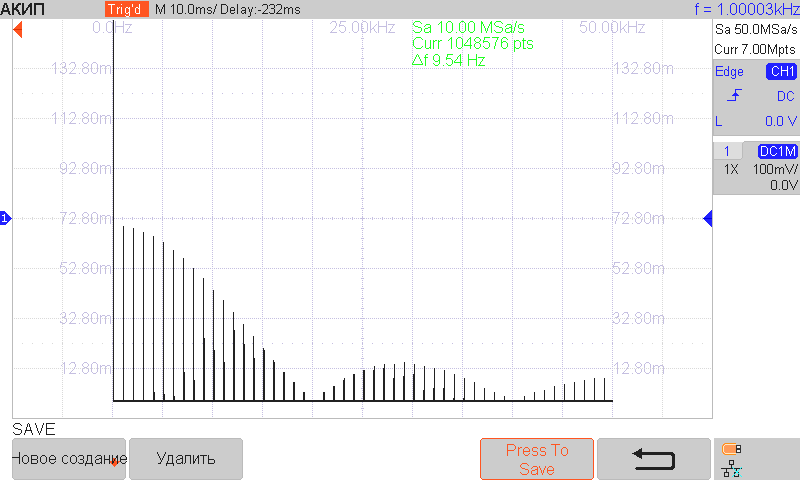 АКИП Trig'd M 10.0ms/ Delay:-232ms f = 1.00003kHz
0.0Hz 25.00kHz 50.00kHz
Sa 10.00 MSa/s
Curr 1048576 pts
Δf 9.54 Hz
Sa 50.0MSa/s
Curr 7.00Mpts
132.80m 132.80m
Edge CH1
DC
L 0.0 V
112.80m 112.80m
1 DC1M
1X 100mV/
0.0V
92.80m 92.80m
1 72.80m 72.80m
52.80m 52.80m
32.80m 32.80m
12.80m 12.80m
SAVE
Новое создание Удалить Press To
Save